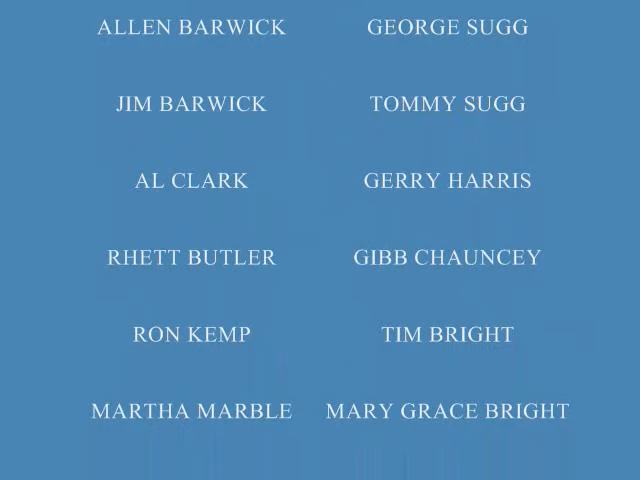 ALLEN BARWICK GEORGE SUGG
JIM BARWICK TOMMY SUGG
AL CLARK GERRY HARRIS
RHETT BUTLER GIBB CHAUNCEY
RON KEMP TIM BRIGHT
MARTHA MARBLE MARY GRACE BRIGHT